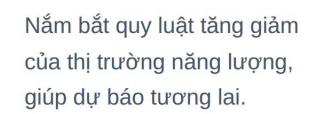 Nắm bắt quy luật tăng giảm
của thị trường năng lượng,
giúp dự báo tương lai.